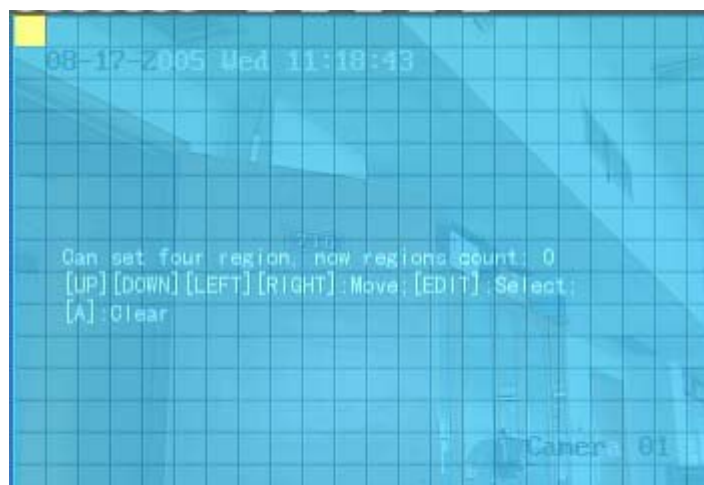 08-17-2005 Wed 11:18:43
Can set four region, now regions count: 0
[UP][DOWN][LEFT][RIGHT]:Move;[EDIT]:Select;
[A]:Clear
Camera 01